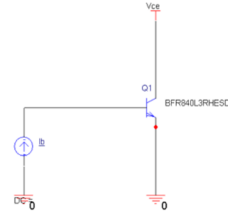 Vce
Q1
BFR840L3RHESD
Ib
DC
0
0